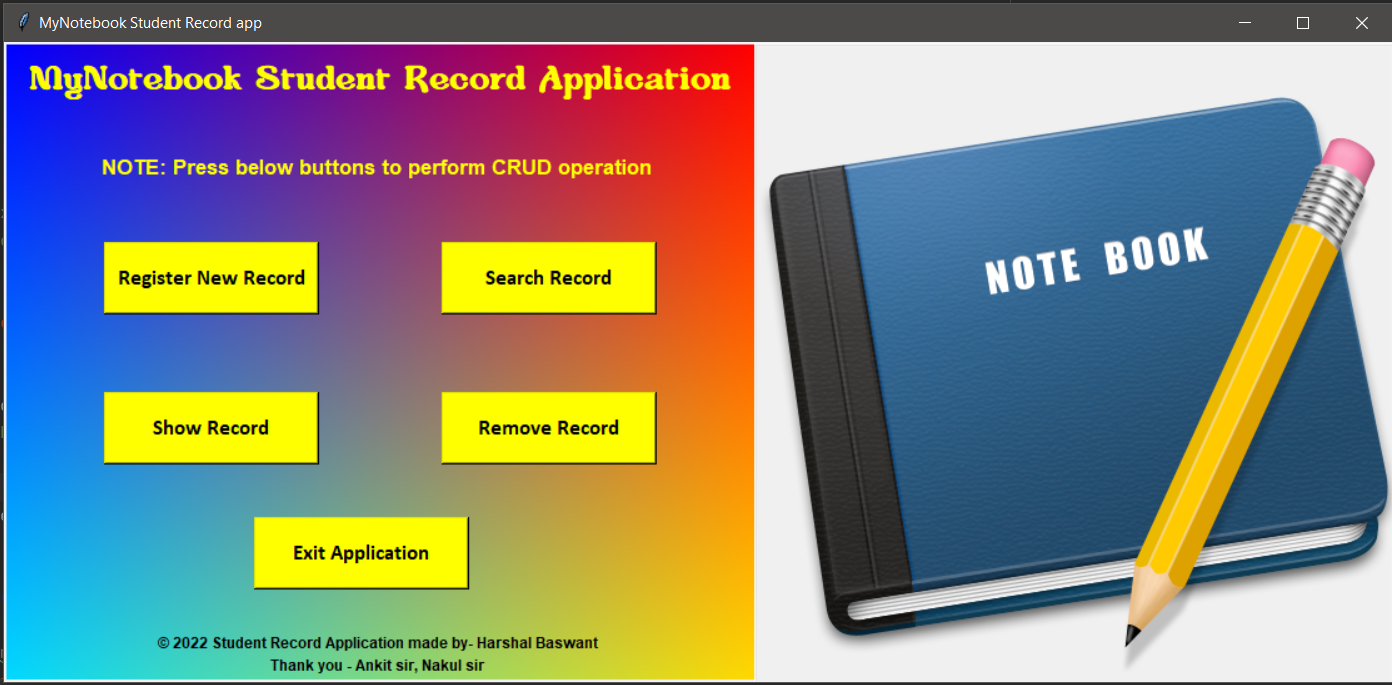 MyNotebook Student Record app
MyNotebook Student Record Application
NOTE: Press below buttons to perform CRUD operation
Register New Record
Search Record
Show Record
Remove Record
Exit Application
© 2022 Student Record Application made by- Harshal Baswant
Thank you - Ankit sir, Nakul sir
NOTE BOOK